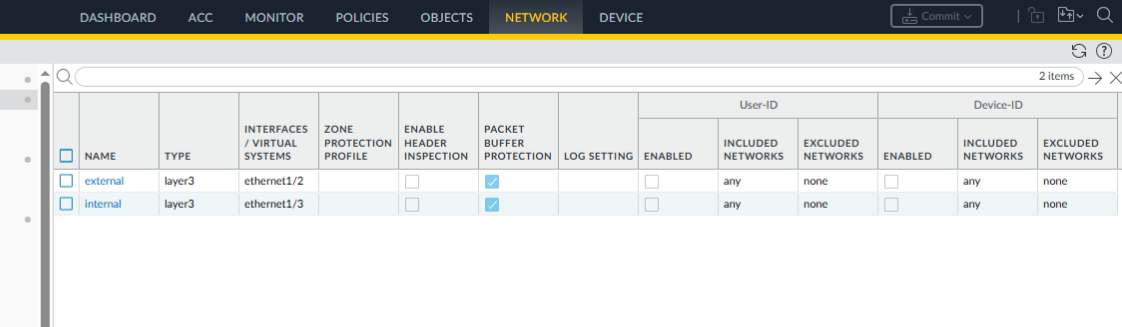 DASHBOARD ACC MONITOR POLICIES OBJECTS NETWORK DEVICE Commit
2 items
User-ID Device-ID
NAME TYPE INTERFACES / VIRTUAL SYSTEMS ZONE PROTECTION PROFILE ENABLE HEADER INSPECTION PACKET BUFFER PROTECTION LOG SETTING ENABLED INCLUDED NETWORKS EXCLUDED NETWORKS ENABLED INCLUDED NETWORKS EXCLUDED NETWORKS
external layer3 ethernet1/2 any none any none
internal layer3 ethernet1/3 any none any none